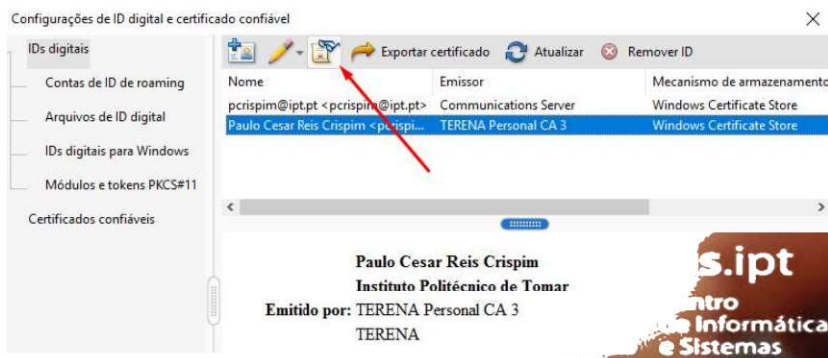 Configurações de ID digital e certificado confiável
IDs digitais
Contas de ID de roaming
Arquivos de ID digital
IDs digitais para Windows
Módulos e tokens PKCS#11
Certificados confiáveis
Exportar certificado Atualizar Remover ID
Nome Emissor Mecanismo de armazenamento
pcrispim@ipt.pt <pcrispim@ipt.pt> Communications Server Windows Certificate Store
Paulo Cesar Reis Crispim <pcrispi... TERENA Personal CA 3 Windows Certificate Store
Paulo Cesar Reis Crispim
Instituto Politécnico de Tomar
Emitido por: TERENA Personal CA 3
TERENA
s.ipt
ntro
e Informática
e Sistemas